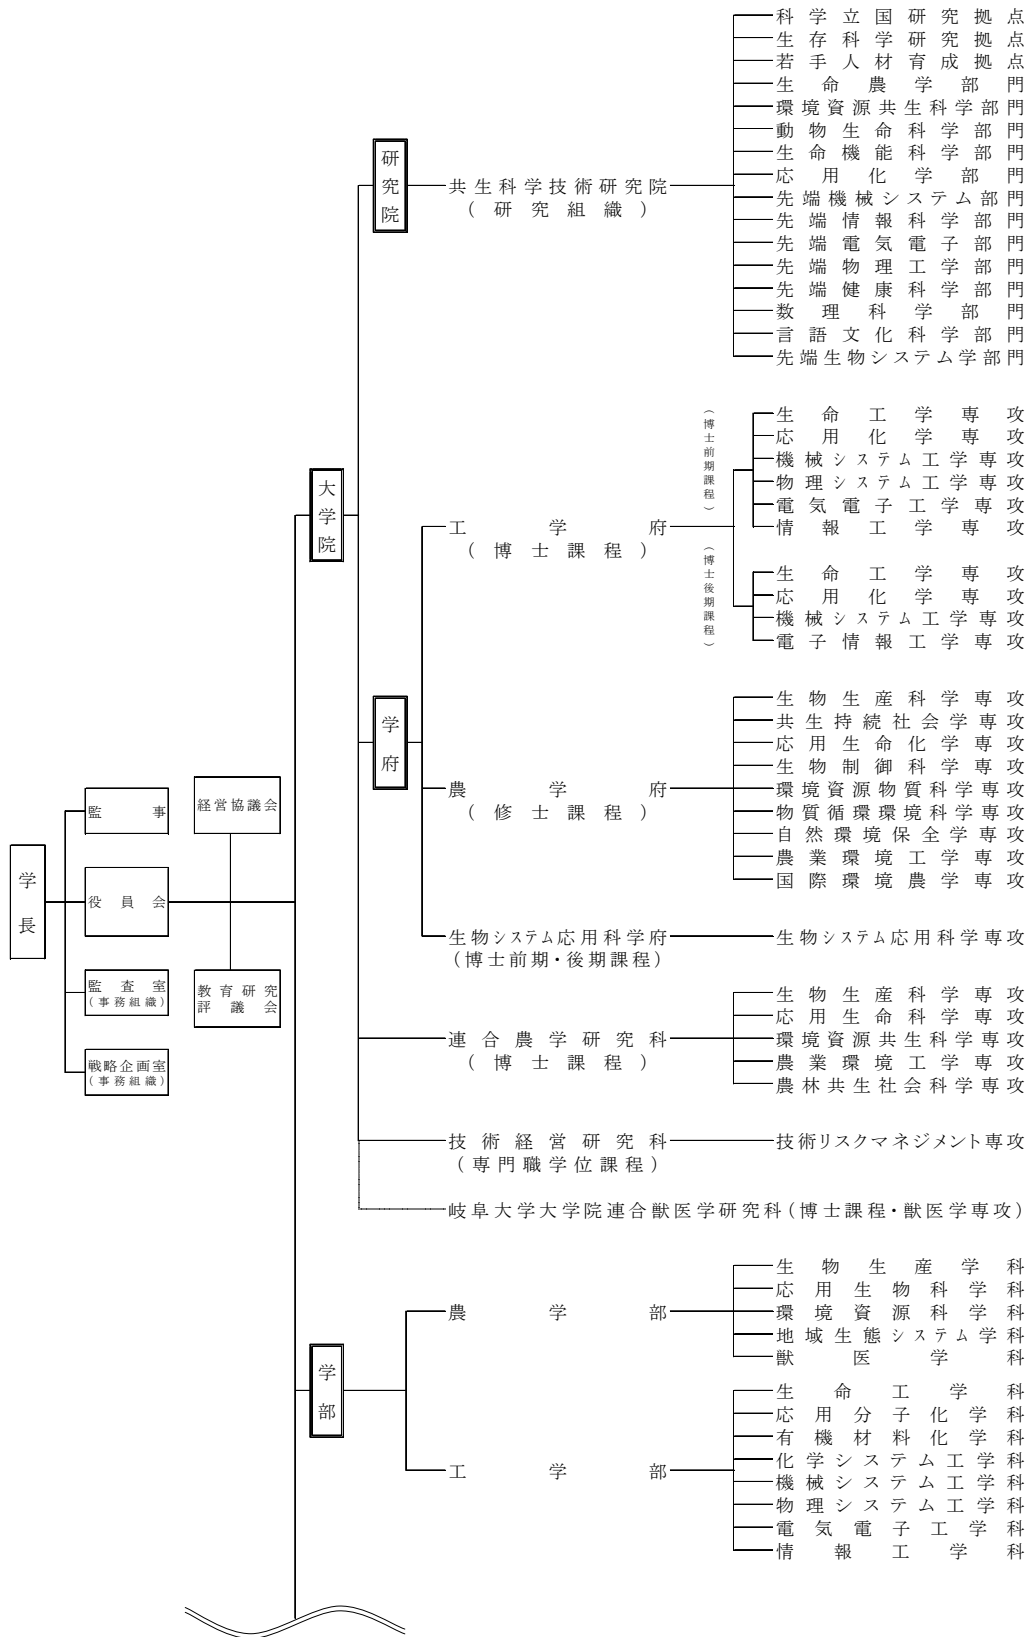 科学立国研究拠点
生存科学研究拠点
若手人材育成拠点
生命農学部門
環境資源共生科学部門
動物生命科学部門
生命機能科学部門
応用化学部門
先端機械システム部門
先端情報科学部門
先端電気電子部門
先端物理工学部門
先端健康科学部門
数理科学部門
言語文化科学部門
先端生物システム学部門
研究院
共生科学技術研究院
(研究組織)
大学院
(博士前期課程)
生命工学専攻
応用化学専攻
機械システム工学専攻
物理システム工学専攻
電気電子工学専攻
情報工学専攻
工学府
(博士課程)
(博士後期課程)
生命工学専攻
応用化学専攻
機械システム工学専攻
電子情報工学専攻
学府
生物生産科学専攻
共生持続社会学専攻
応用生命化学専攻
生物制御科学専攻
環境資源物質科学専攻
物質循環環境科学専攻
自然環境保全学専攻
農業環境工学専攻
国際環境農学専攻
農学府
(修士課程)
生物システム応用科学府
(博士前期・後期課程)
生物システム応用科学専攻
学長
監事
役員会
監査室
(事務組織)
戦略企画室
(事務組織)
経営協議会
教育研究
評議会
連合農学研究科
(博士課程)
生物生産科学専攻
応用生命科学専攻
環境資源共生科学専攻
農業環境工学専攻
農林共生社会科学専攻
技術経営研究科
(専門職学位課程)
技術リスクマネジメント専攻
岐阜大学大学院連合獣医学研究科(博士課程・獣医学専攻)
学部
農学部
生物生産学科
応用生物科学科
環境資源科学科
地域生態システム学科
獣医学科
工学部
生命工学科
応用分子化学科
有機材料化学科
化学システム工学科
機械システム工学科
物理システム工学科
電気電子工学科
情報工学科